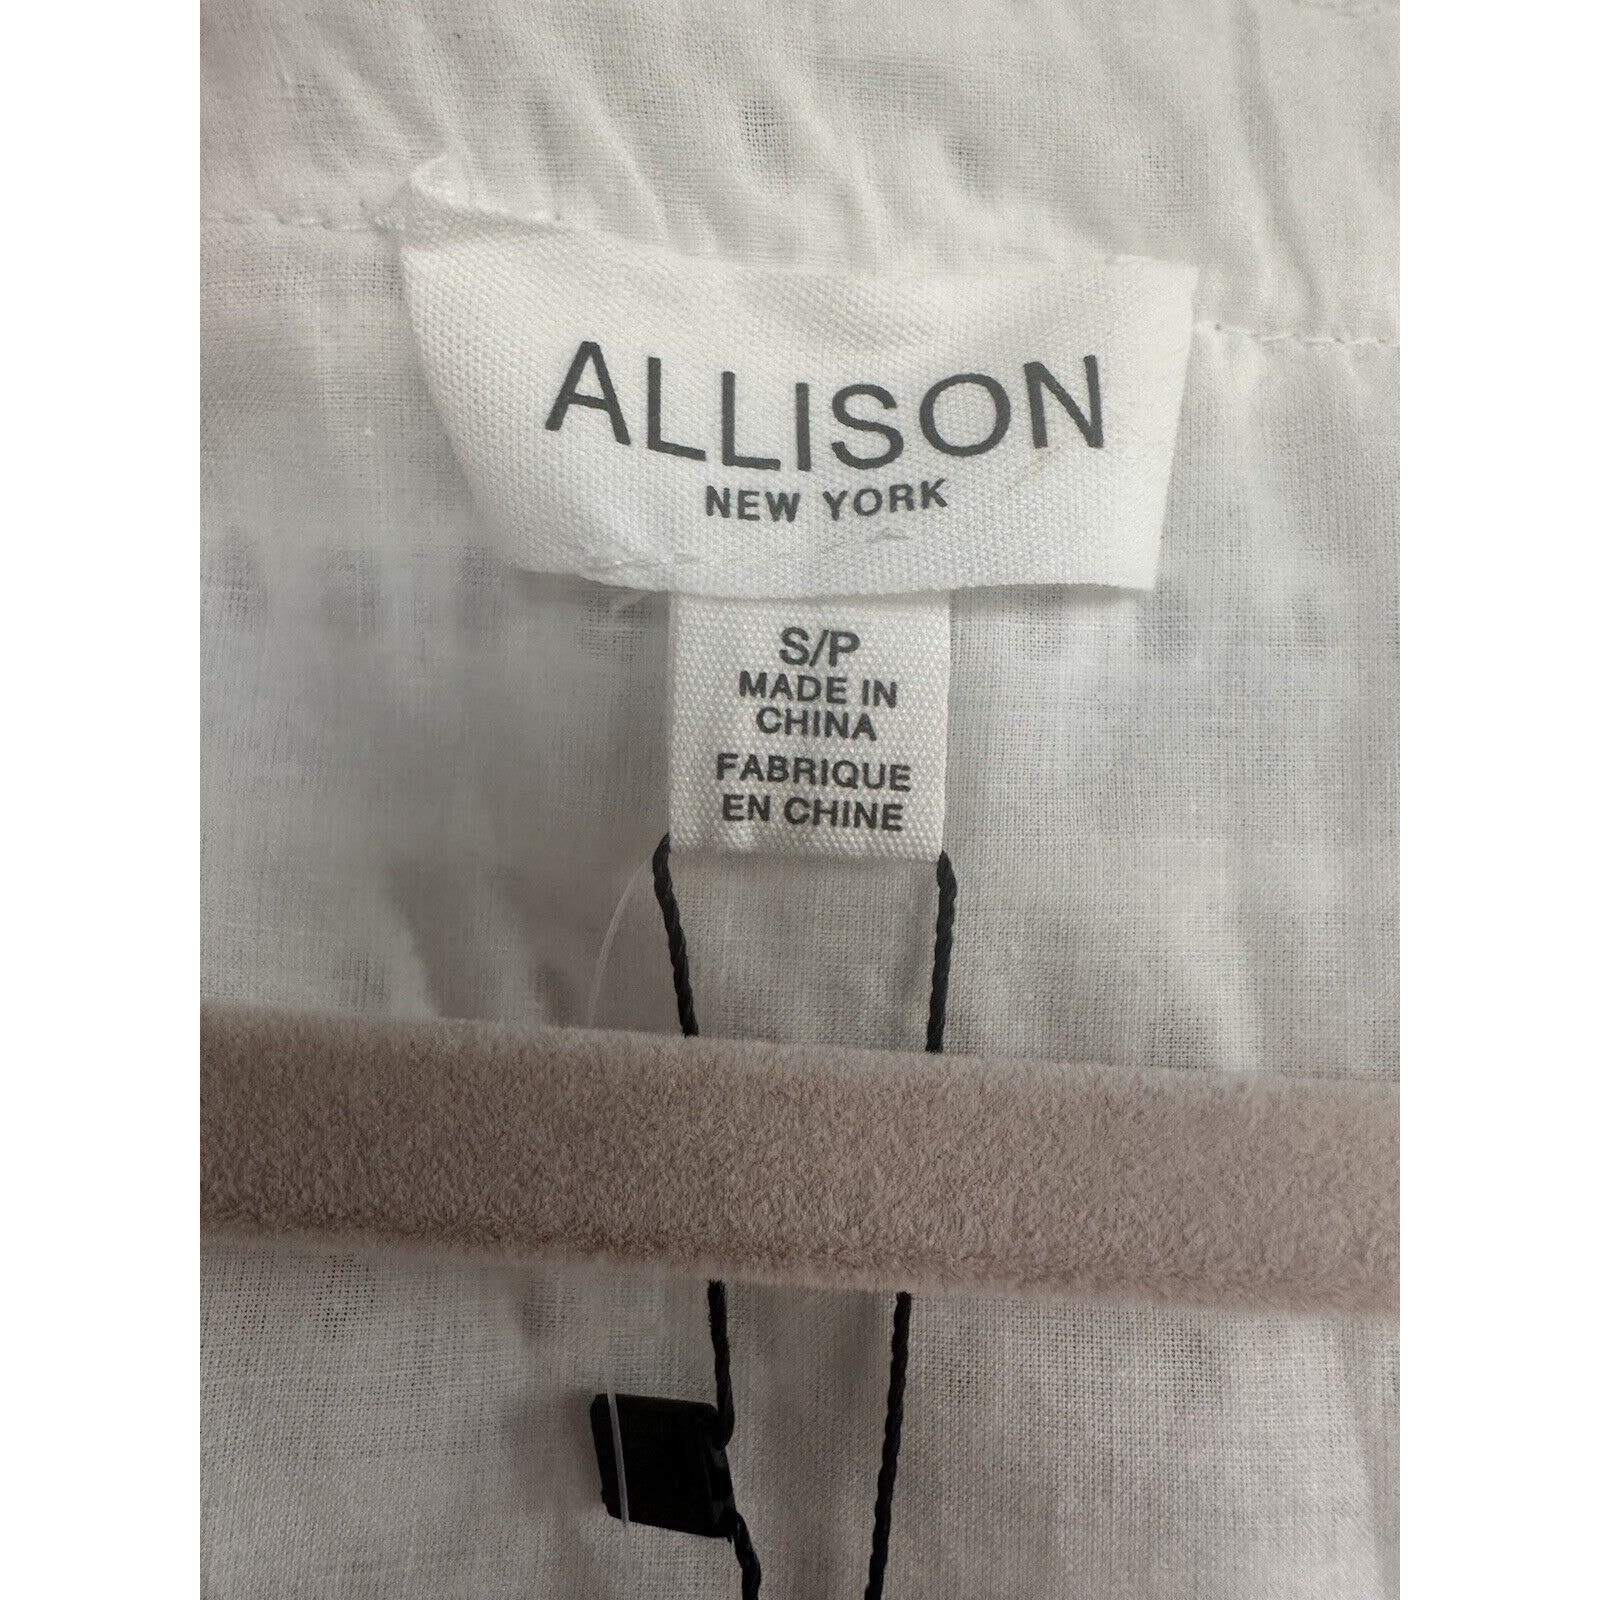 ALLISON
NEW YORK
S/P
MADE IN
CHINA
FABRIQUE
EN CHINE